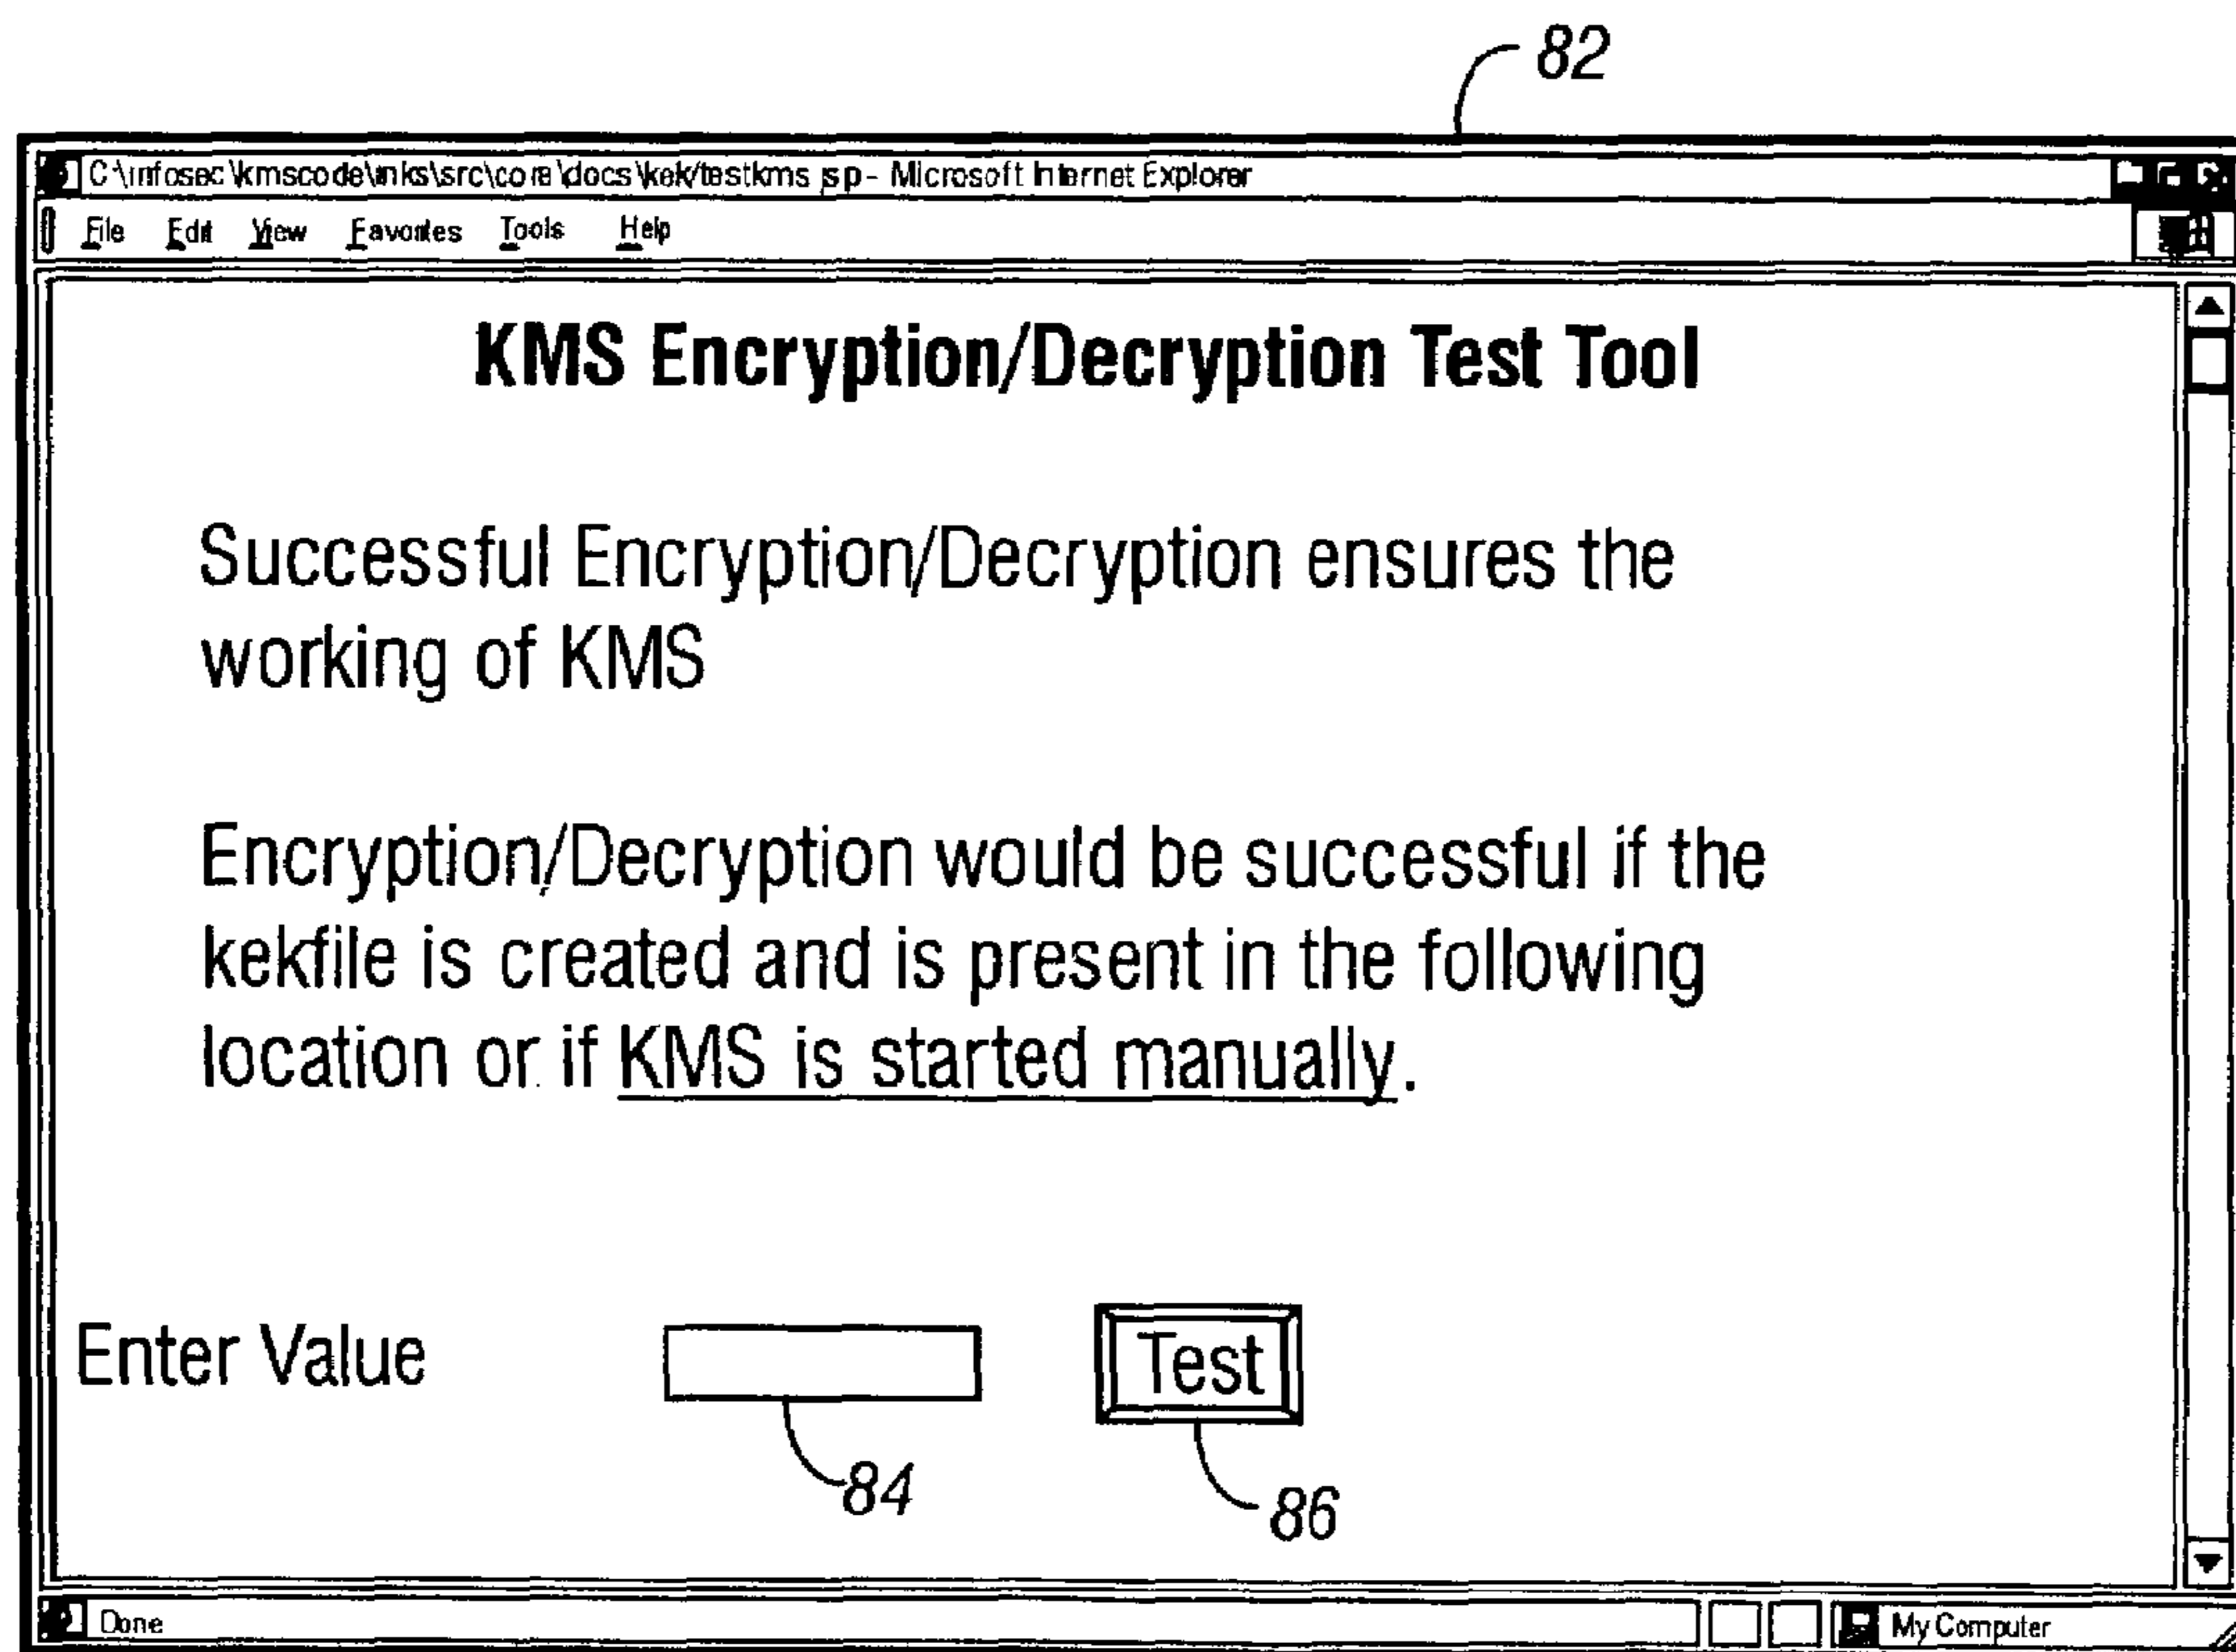 82
C:\infosec\kmscode\mks\src\core\docs\kek/testkms jsp - Microsoft Internet Explorer
File Edit View Favorites Tools Help
KMS Encryption/Decryption Test Tool
Successful Encryption/Decryption ensures the
working of KMS
Encryption/Decryption would be successful if the
kekfile is created and is present in the following
location or if KMS is started manually.
Enter Value Test
84
86
Done My Computer